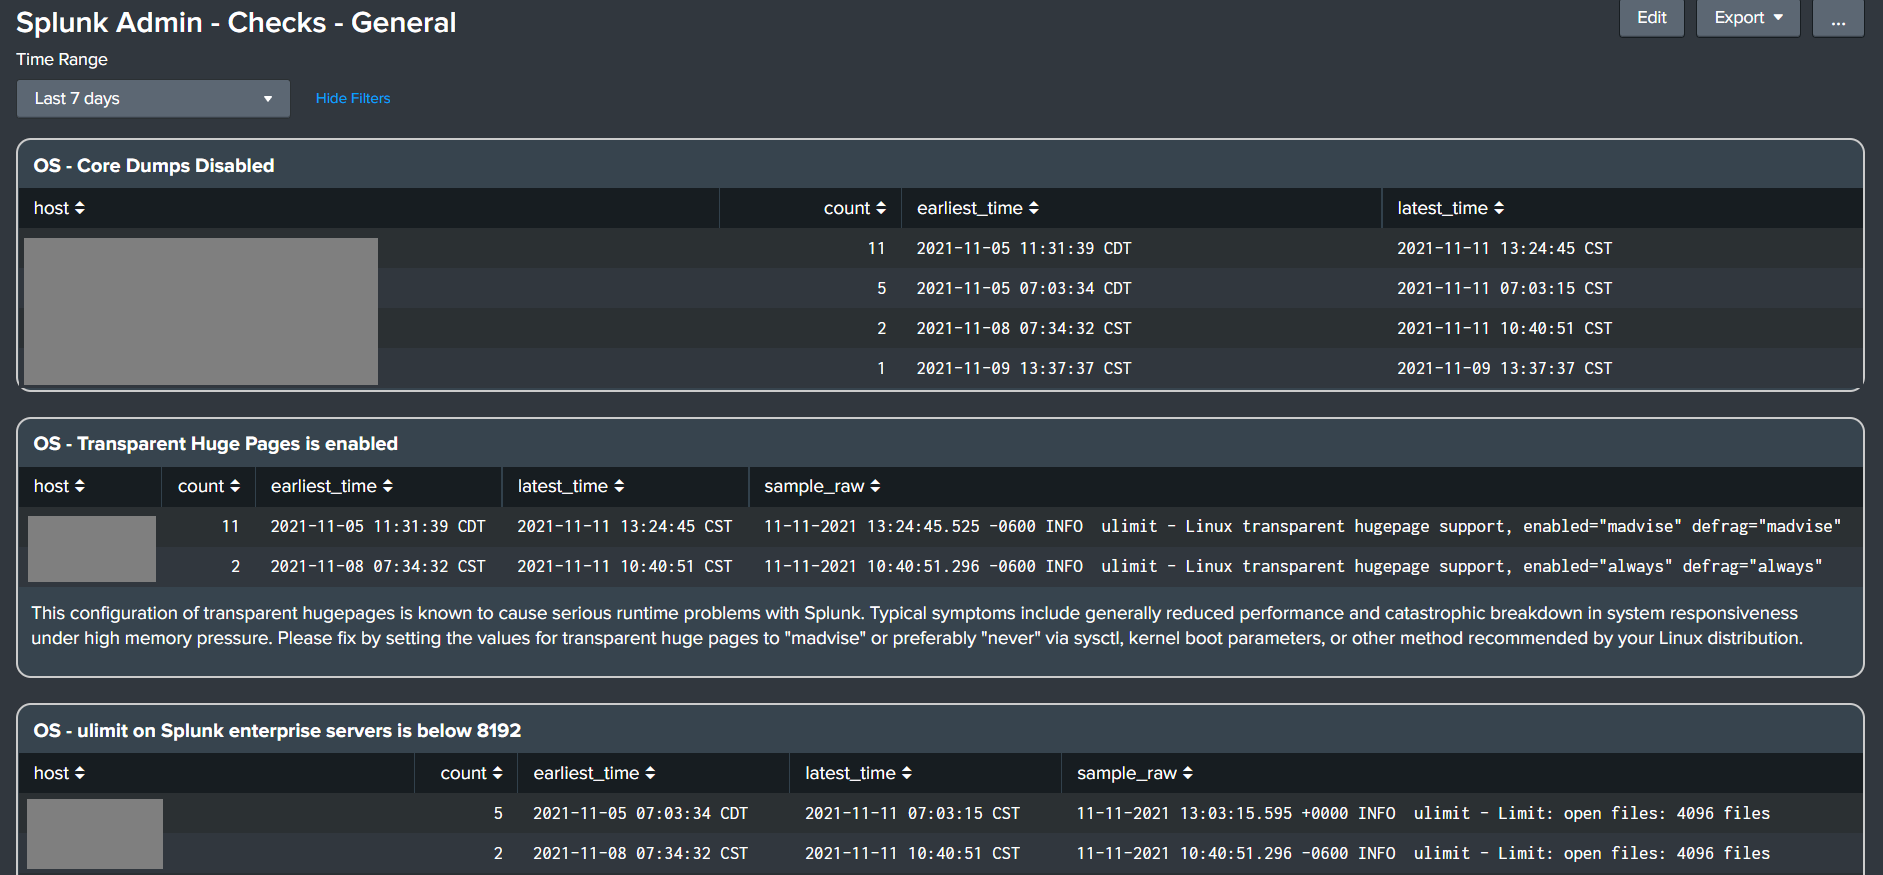 Splunk Admin - Checks - General
Edit
Export
...
Time Range
Last 7 days
Hide Filters
OS - Core Dumps Disabled
host count earliest_time latest_time
11 2021-11-05 11:31:39 CDT 2021-11-11 13:24:45 CST
5 2021-11-05 07:03:34 CDT 2021-11-11 07:03:15 CST
2 2021-11-08 07:34:32 CST 2021-11-11 10:40:51 CST
1 2021-11-09 13:37:37 CST 2021-11-09 13:37:37 CST
OS - Transparent Huge Pages is enabled
host count earliest_time latest_time sample_raw
11 2021-11-05 11:31:39 CDT 2021-11-11 13:24:45 CST 11-11-2021 13:24:45.525 -0600 INFO ulimit - Linux transparent hugepage support, enabled="madvise" defrag="madvise"
2 2021-11-08 07:34:32 CST 2021-11-11 10:40:51 CST 11-11-2021 10:40:51.296 -0600 INFO ulimit - Linux transparent hugepage support, enabled="always" defrag="always"
This configuration of transparent hugepages is known to cause serious runtime problems with Splunk. Typical symptoms include generally reduced performance and catastrophic breakdown in system responsiveness
under high memory pressure. Please fix by setting the values for transparent huge pages to "madvise" or preferably "never" via sysctl, kernel boot parameters, or other method recommended by your Linux distribution.
OS - ulimit on Splunk enterprise servers is below 8192
host count earliest_time latest_time sample_raw
5 2021-11-05 07:03:34 CDT 2021-11-11 07:03:15 CST 11-11-2021 13:03:15.595 +0000 INFO ulimit - Limit: open files: 4096 files
2 2021-11-08 07:34:32 CST 2021-11-11 10:40:51 CST 11-11-2021 10:40:51.296 -0600 INFO ulimit - Limit: open files: 4096 files